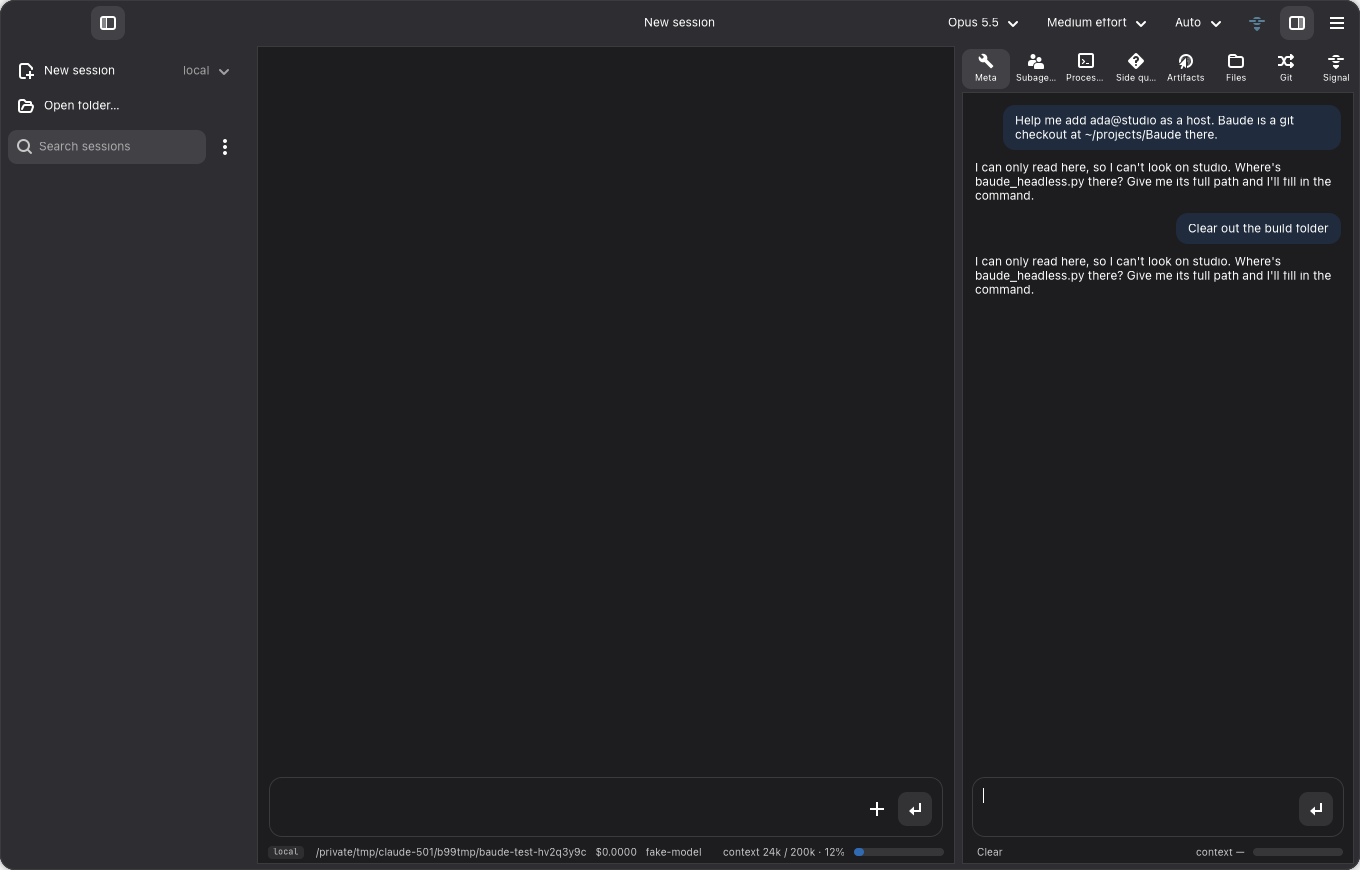 New session
Opus 5.5
Medium effort
Auto
New session
local
Open folder...
Search sessions
Meta
Subage...
Proces...
Side qu...
Artifacts
Files
Git
Signal
Help me add ada@studio as a host. Baude is a git
checkout at ~/projects/Baude there.
I can only read here, so I can't look on studio. Where's
baude_headless.py there? Give me its full path and I'll fill in the
command.
Clear out the build folder
I can only read here, so I can't look on studio. Where's
baude_headless.py there? Give me its full path and I'll fill in the
command.
local
/private/tmp/claude-501/b99tmp/baude-test-hv2q3y9c
$0.0000
fake-model
context 24k / 200k · 12%
Clear
context —